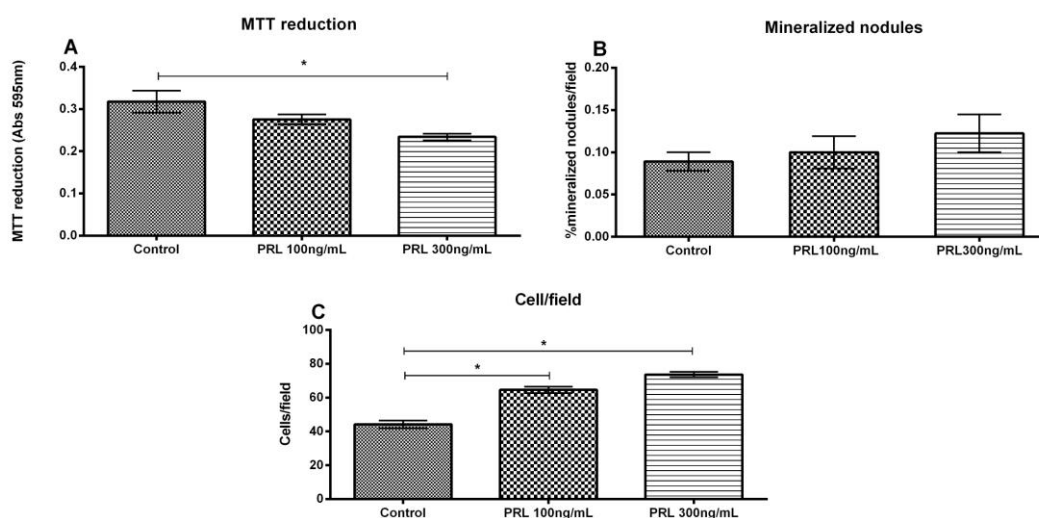 MTT reduction
A
*
MTT reduction (Abs 595nm)
0.4
0.3
0.2
0.1
0.0
Control
PRL 100ng/mL
PRL 300ng/mL
Mineralized nodules
B
%mineralized nodules/field
0.20
0.15
0.10
0.05
0.00
Control
PRL100ng/mL
PRL300ng/mL
Cell/field
C
*
*
Cells/field
100
80
60
40
20
0
Control
PRL 100ng/mL
PRL 300ng/mL